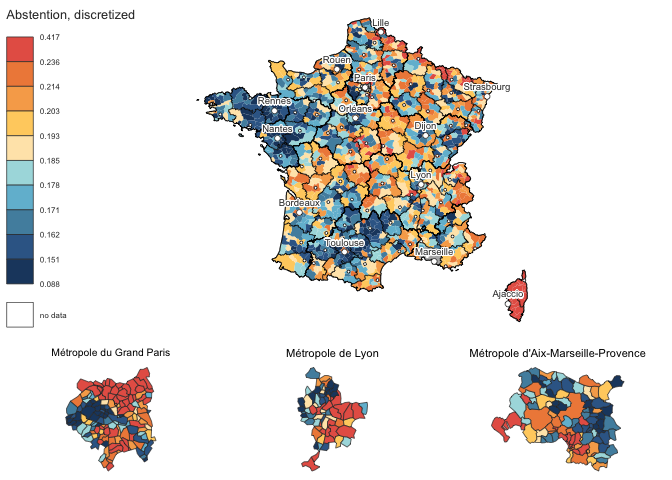 Abstention, discretized
0.417
0.236
0.214
0.203
0.193
0.185
0.178
0.171
0.162
0.151
0.088
no data
Lille
Rouen
Paris
Strasbourg
Rennes
Orléans
Nantes
Dijon
Lyon
Bordeaux
Toulouse
Marseille
Ajaccio
Métropole du Grand Paris
Métropole de Lyon
Métropole d'Aix-Marseille-Provence